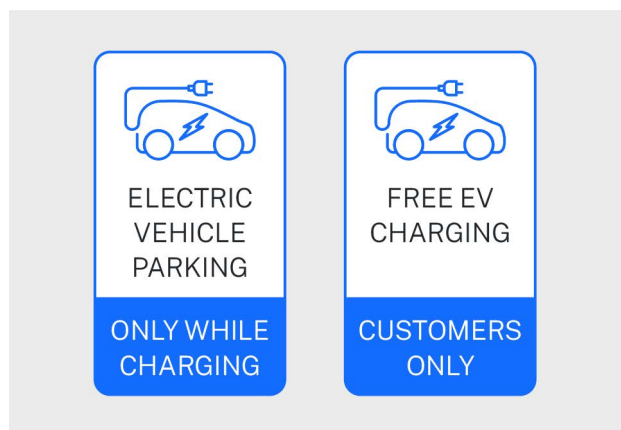 ELECTRIC
VEHICLE
PARKING
ONLY WHILE
CHARGING
FREE EV
CHARGING
CUSTOMERS
ONLY